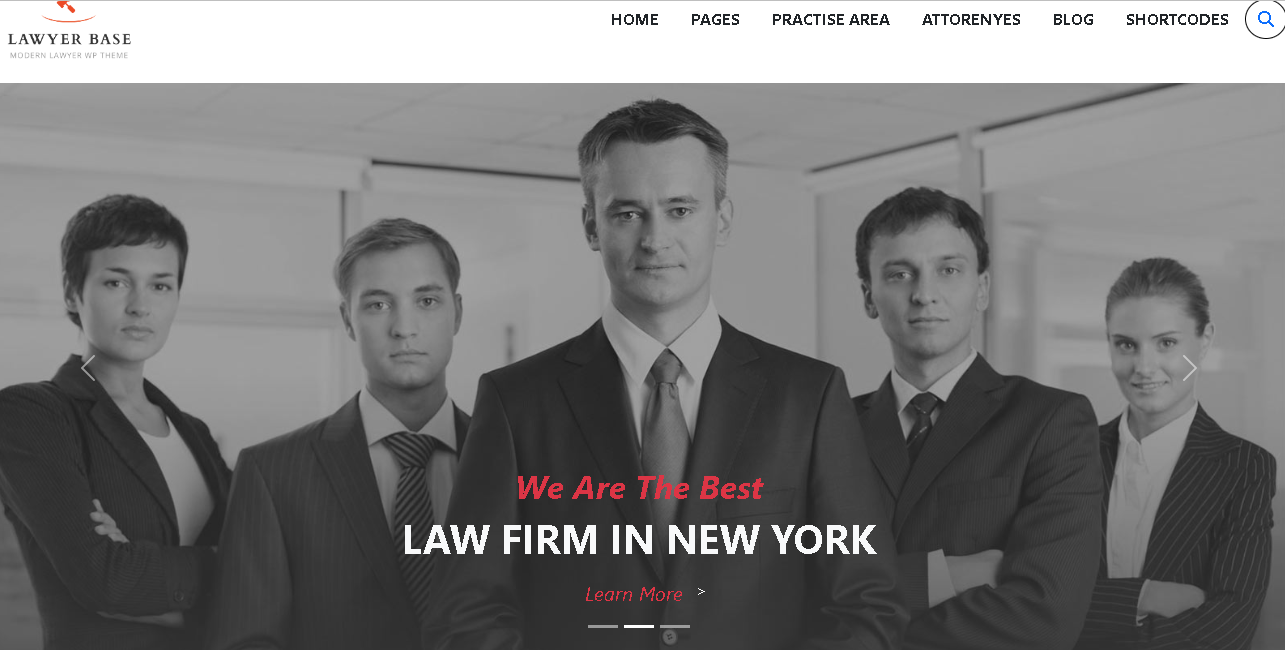 LAWYER BASE
MODERN LAWYER WP THEME
HOME PAGES PRACTISE AREA ATTORENYES BLOG SHORTCODES
We Are The Best
LAW FIRM IN NEW YORK
Learn More >